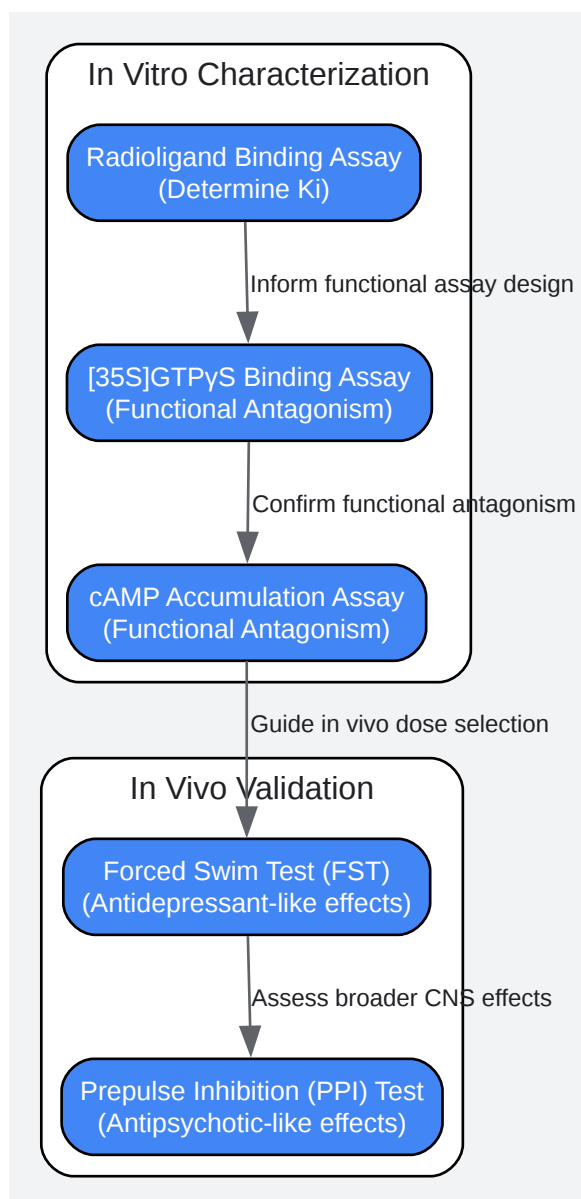 In Vitro Characterization
Radioligand Binding Assay
(Determine Ki)
Inform functional assay design
[35S]GTPγS Binding Assay
(Functional Antagonism)
Confirm functional antagonism
cAMP Accumulation Assay
(Functional Antagonism)
Guide in vivo dose selection
In Vivo Validation
Forced Swim Test (FST)
(Antidepressant-like effects)
Assess broader CNS effects
Prepulse Inhibition (PPI) Test
(Antipsychotic-like effects)